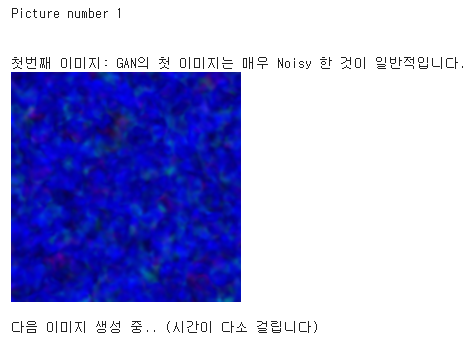 Picture number 1
첫번째 이미지: GAN의 첫 이미지는 매우 Noisy 한 것이 일반적입니다.
다음 이미지 생성 중.. (시간이 다소 걸립니다)